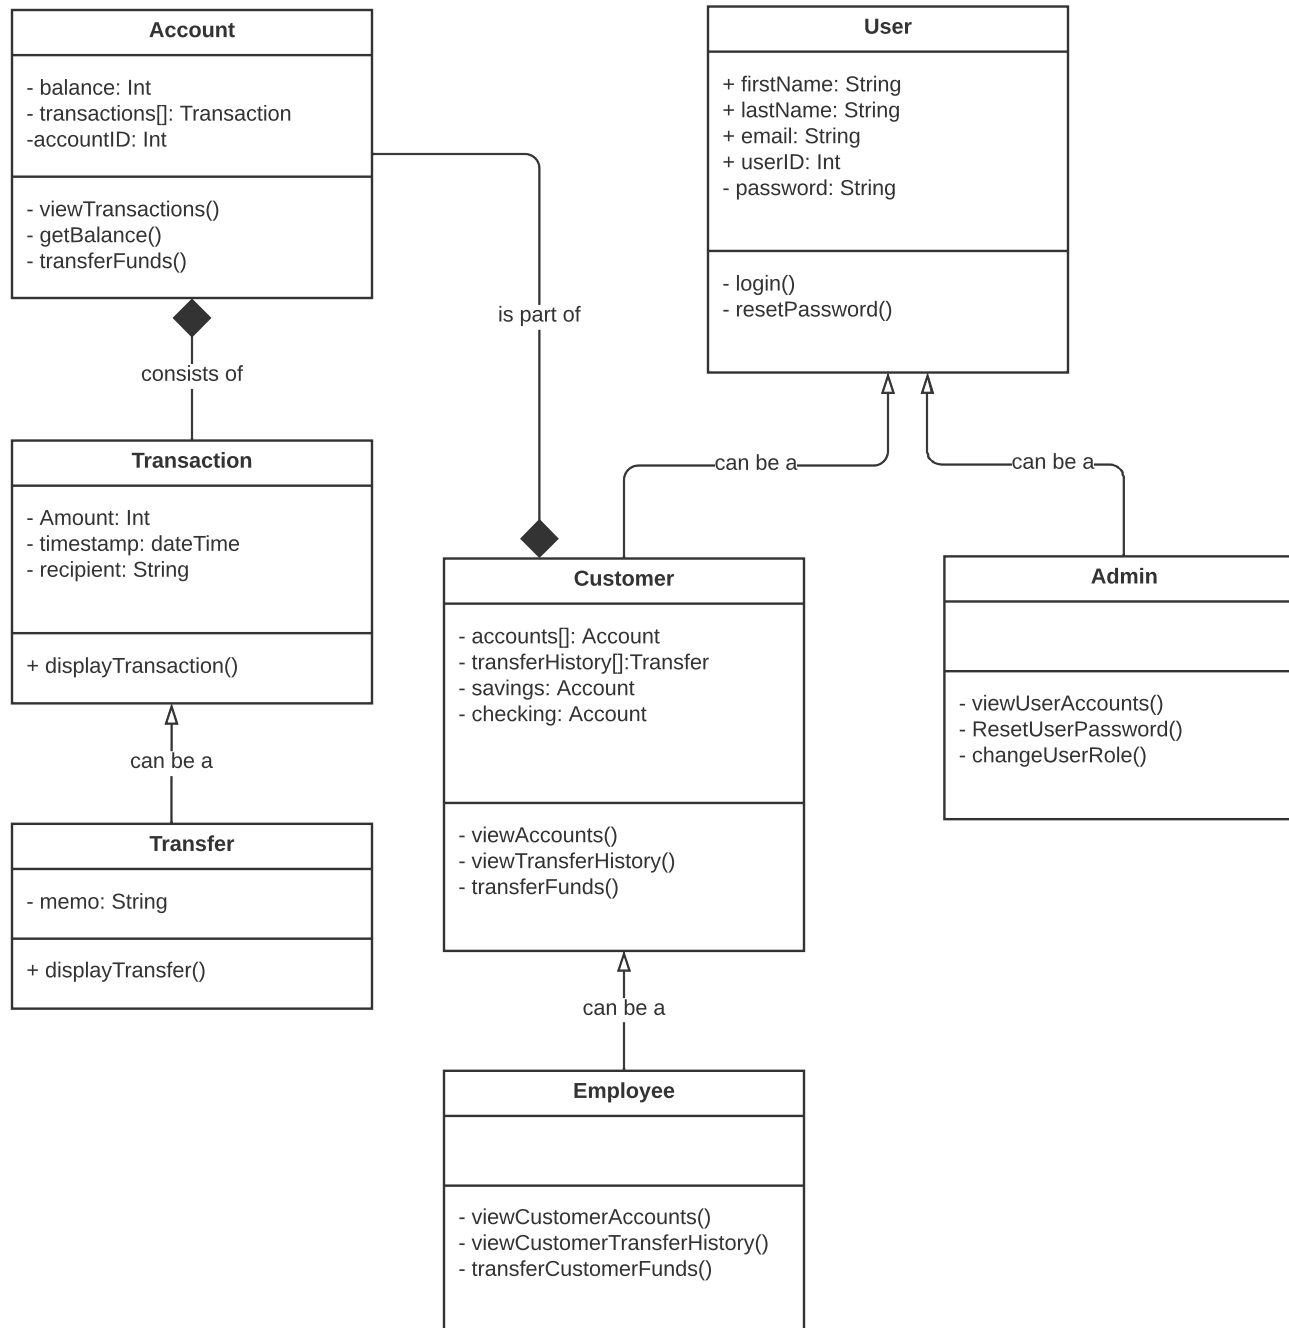 Account
- balance: Int
- transactions[]: Transaction
-accountID: Int
- viewTransactions()
- getBalance()
- transferFunds()
consists of
is part of
User
+ firstName: String
+ lastName: String
+ email: String
+ userID: Int
- password: String
- login()
- resetPassword()
can be a
can be a
Transaction
- Amount: Int
- timestamp: dateTime
- recipient: String
+ displayTransaction()
can be a
Transfer
- memo: String
+ displayTransfer()
Customer
- accounts[]: Account
- transferHistory[]:Transfer
- savings: Account
- checking: Account
- viewAccounts()
- viewTransferHistory()
- transferFunds()
can be a
Admin
- viewUserAccounts()
- ResetUserPassword()
- changeUserRole()
Employee
- viewCustomerAccounts()
- viewCustomerTransferHistory()
- transferCustomerFunds()